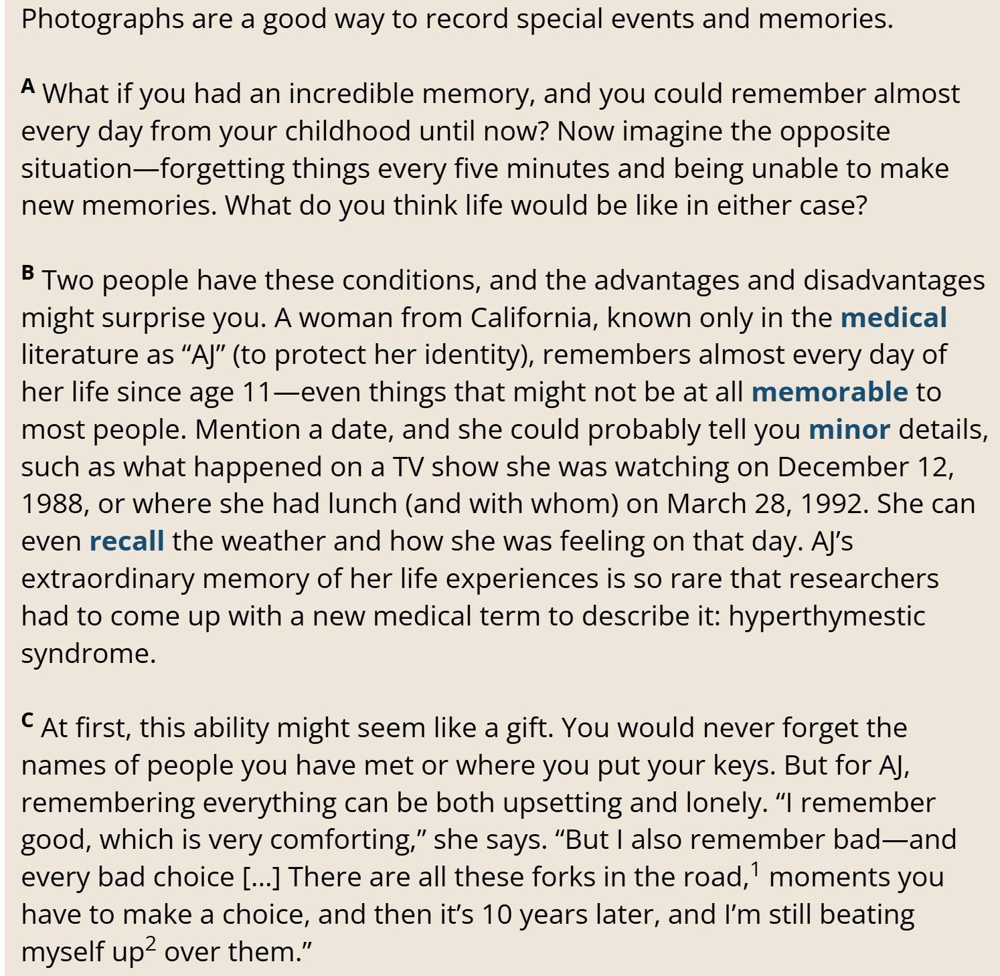 Photographs are a good way to record special events and memories.
A What if you had an incredible memory, and you could remember almost
every day from your childhood until now? Now imagine the opposite
situation—forgetting things every five minutes and being unable to make
new memories. What do you think life would be like in either case?
B Two people have these conditions, and the advantages and disadvantages
might surprise you. A woman from California, known only in the medical
literature as “AJ” (to protect her identity), remembers almost every day of
her life since age 11—even things that might not be at all memorable to
most people. Mention a date, and she could probably tell you minor details,
such as what happened on a TV show she was watching on December 12,
1988, or where she had lunch (and with whom) on March 28, 1992. She can
even recall the weather and how she was feeling on that day. AJ’s
extraordinary memory of her life experiences is so rare that researchers
had to come up with a new medical term to describe it: hyperthymestic
syndrome.
C At first, this ability might seem like a gift. You would never forget the
names of people you have met or where you put your keys. But for AJ,
remembering everything can be both upsetting and lonely. “I remember
good, which is very comforting,” she says. “But I also remember bad—and
every bad choice [...] There are all these forks in the road,1 moments you
have to make a choice, and then it’s 10 years later, and I’m still beating
myself up2 over them.”